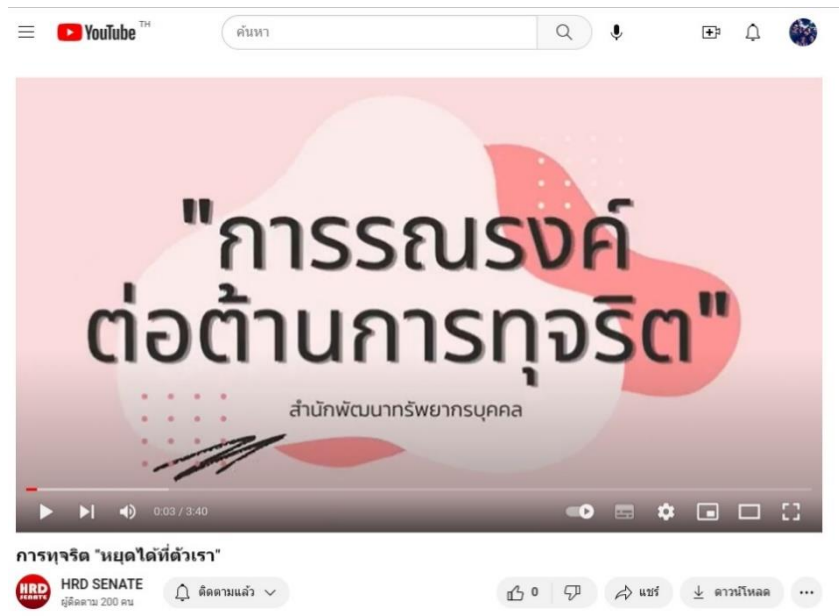 YouTube TH
ค้นหา
"การรณรงค์
ต่อต้านการทุจริต"
สำนักพัฒนาทรัพยากรบุคคล
0:03 / 3:40
การทุจริต "หยุดได้ที่ตัวเรา"
HRD SENATE
HRD SENATE
ผู้ติดตาม 200 คน
ติดตามแล้ว
0
แชร์
ดาวน์โหลด